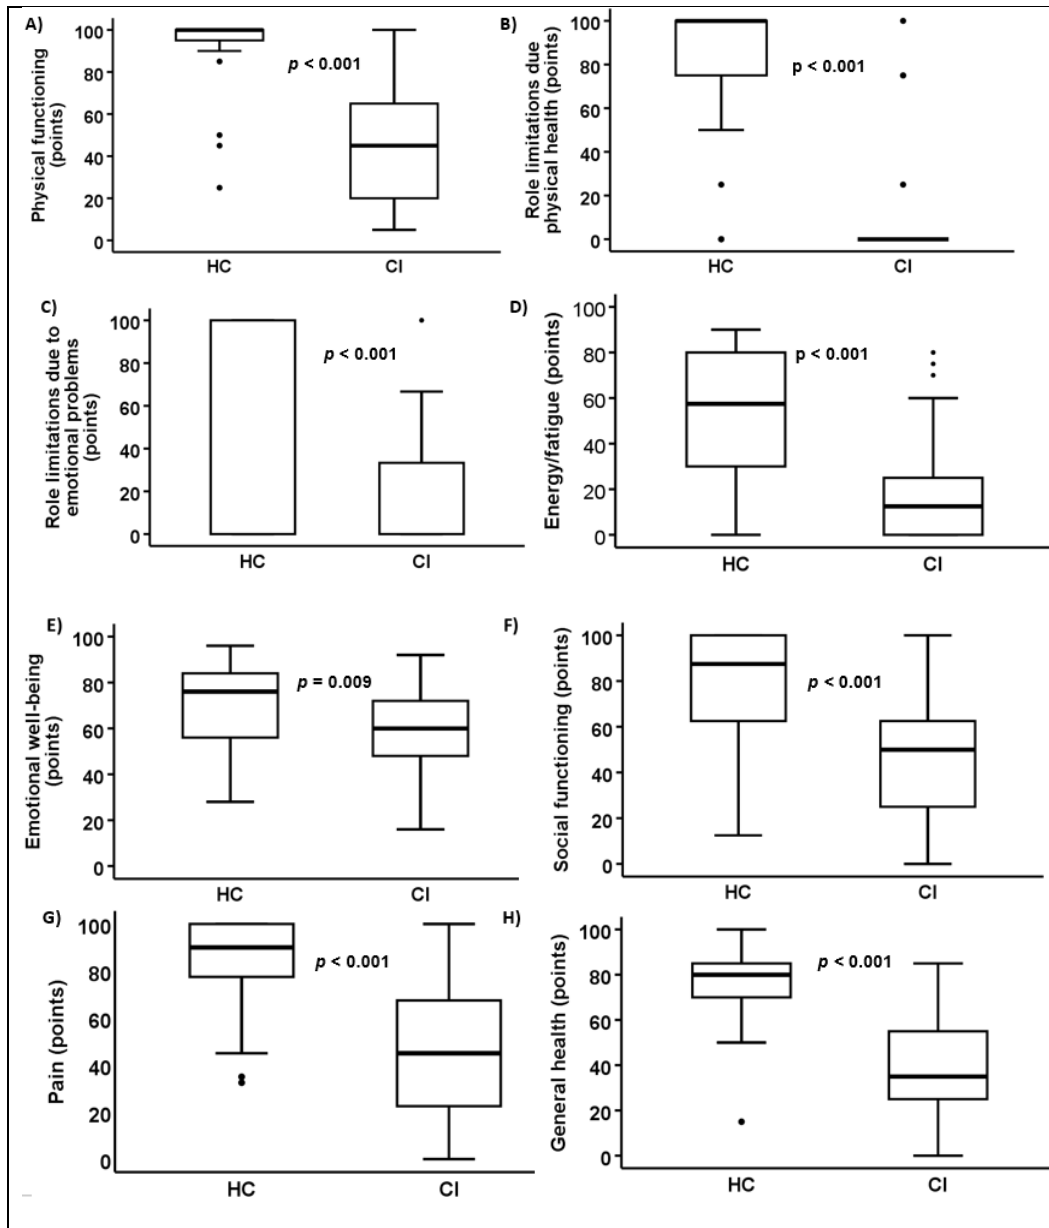 A)
Physical functioning
(points)
100
80
60
40
20
0
p < 0.001
HC
CI
B)
Role limitations due
physical health (points)
100
80
60
40
20
0
p < 0.001
HC
CI
C)
Role limitations due to
emotional problems
(points)
100
80
60
40
20
0
p < 0.001
HC
CI
D)
Energy/fatigue (points)
100
80
60
40
20
0
p < 0.001
HC
CI
E)
Emotional well-being
(points)
100
80
60
40
20
0
p = 0.009
HC
CI
F)
Social functioning (points)
100
80
60
40
20
0
p < 0.001
HC
CI
G)
Pain (points)
100
80
60
40
20
0
p < 0.001
HC
CI
H)
General health (points)
100
80
60
40
20
0
p < 0.001
HC
CI